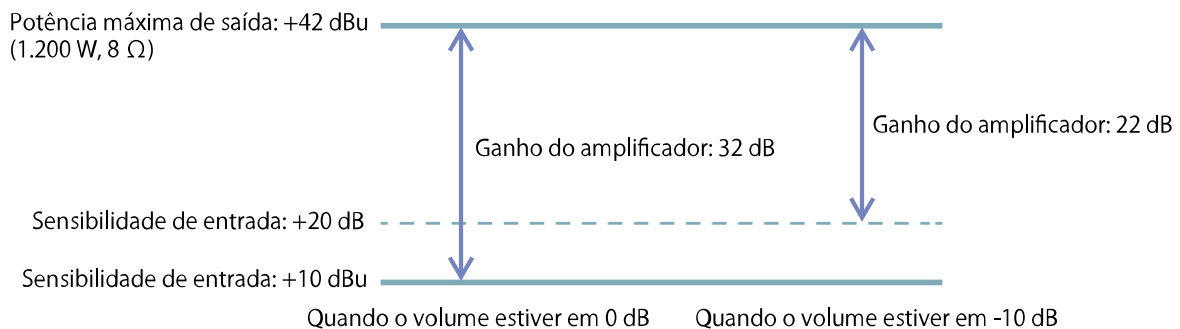 Potência máxima de saída: +42 dBu
(1.200 W, 8 Ω)
Ganho do amplificador: 22 dB
Ganho do amplificador: 32 dB
Sensibilidade de entrada: +20 dB
Sensibilidade de entrada: +10 dBu
Quando o volume estiver em 0 dB
Quando o volume estiver em -10 dB